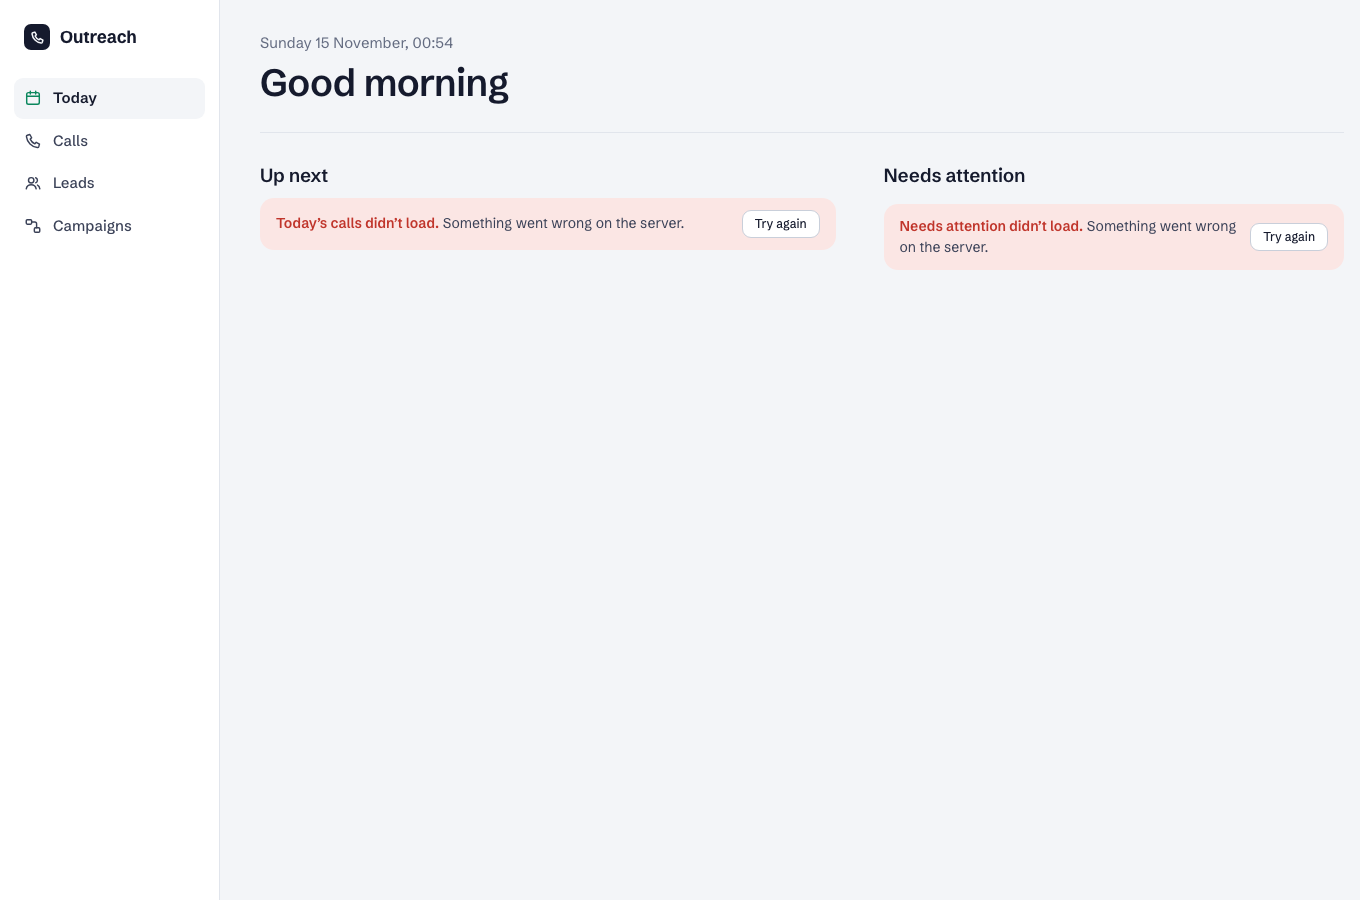 Outreach
Today
Calls
Leads
Campaigns
Sunday 15 November, 00:54
Good morning
Up next
Today’s calls didn’t load. Something went wrong on the server.
Try again
Needs attention
Needs attention didn’t load. Something went wrong
on the server.
Try again